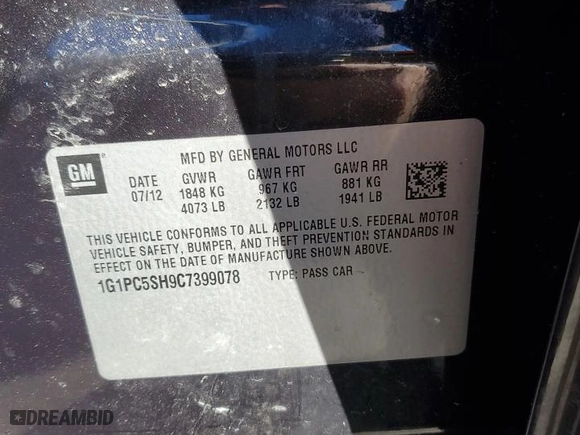 MFD BY GENERAL MOTORS LLC
GM
DATE GVWR GAWR FRT GAWR RR
07/12 1848 KG 967 KG 881 KG
4073 LB 2132 LB 1941 LB
THIS VEHICLE CONFORMS TO ALL APPLICABLE U.S. FEDERAL MOTOR
VEHICLE SAFETY, BUMPER, AND THEFT PREVENTION STANDARDS IN
EFFECT ON THE DATE OF MANUFACTURE SHOWN ABOVE.
1G1PC5SH9C7399078 TYPE: PASS CAR
DREAMBID